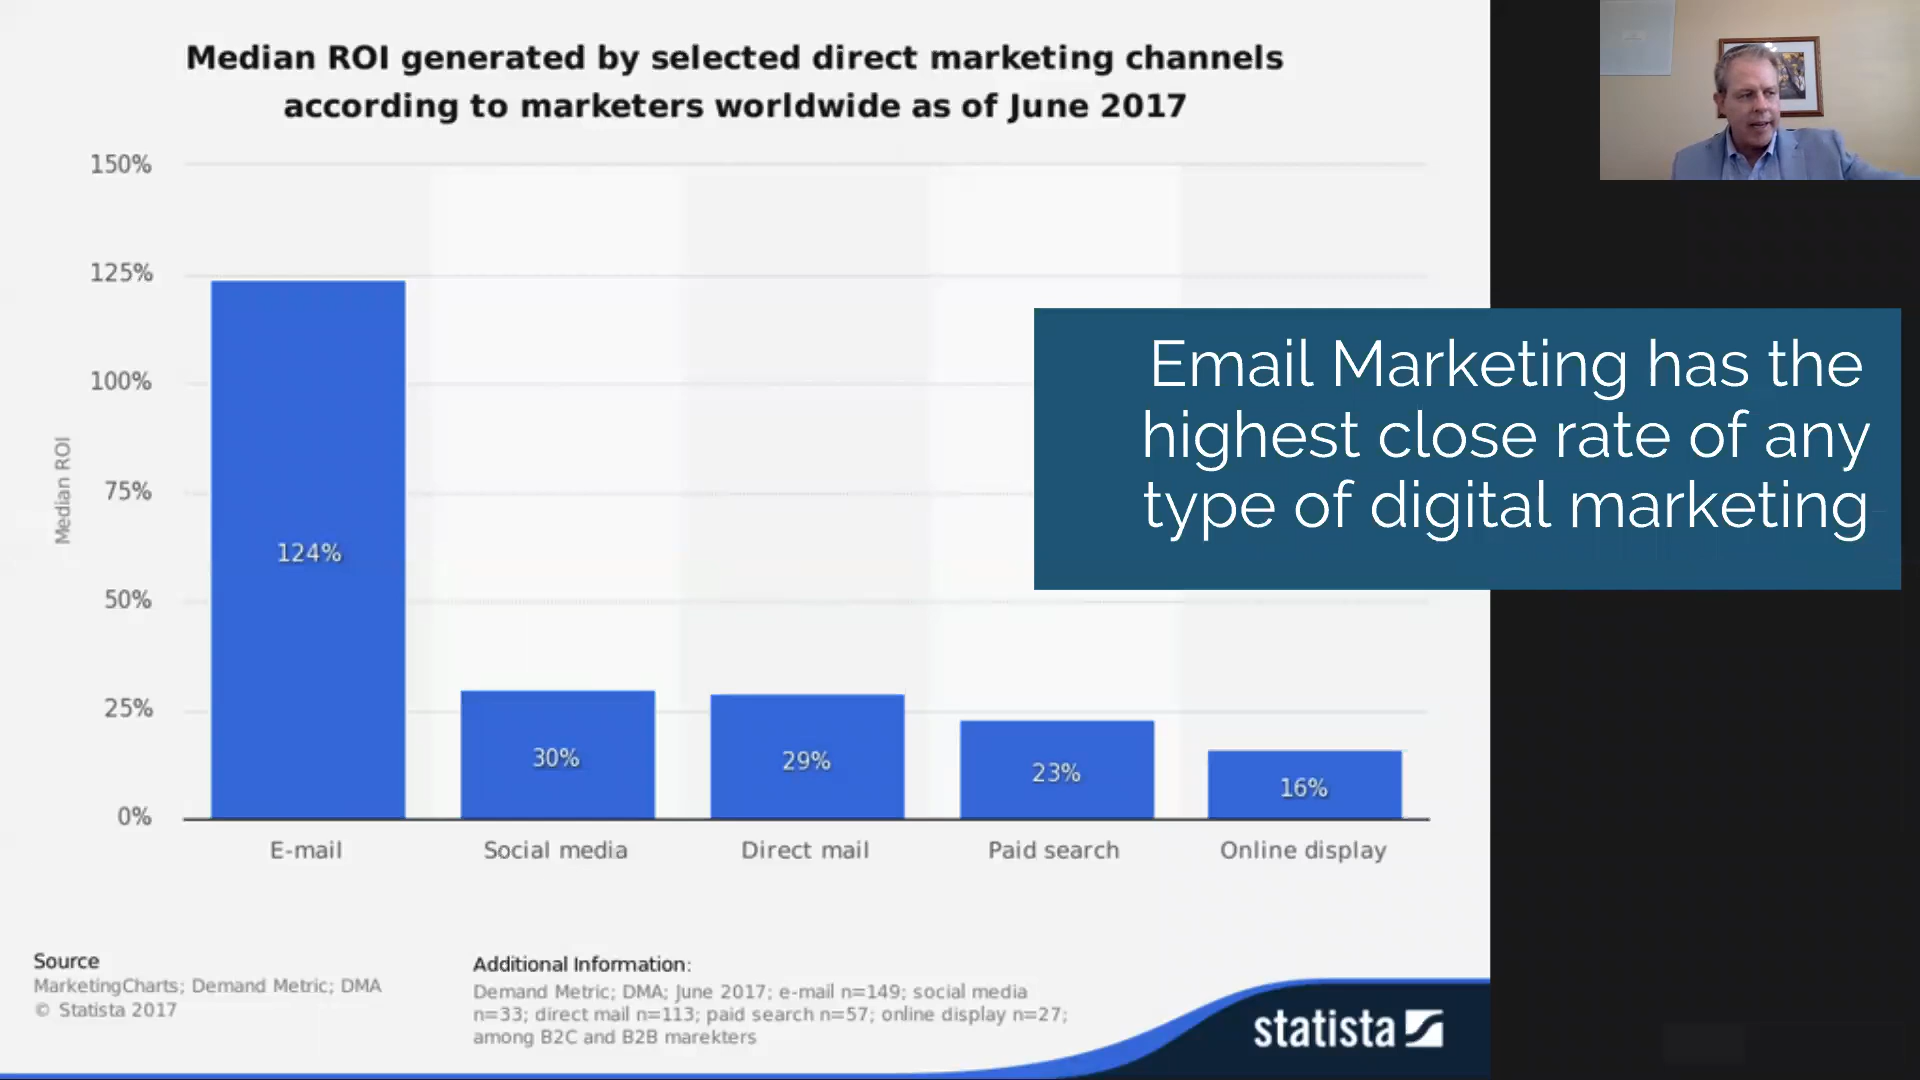 Median ROI generated by selected direct marketing channels
according to marketers worldwide as of June 2017
150%
125%
100%
75%
50%
25%
0%
Median ROI
124%
30%
29%
23%
16%
E-mail
Social media
Direct mail
Paid search
Online display
Email Marketing has the
highest close rate of any
type of digital marketing
Source
MarketingCharts; Demand Metric; DMA
© Statista 2017
Additional Information:
Demand Metric; DMA; June 2017; e-mail n=149; social media
n=33; direct mail n=113; paid search n=57; online display n=27;
among B2C and B2B marekters
statista